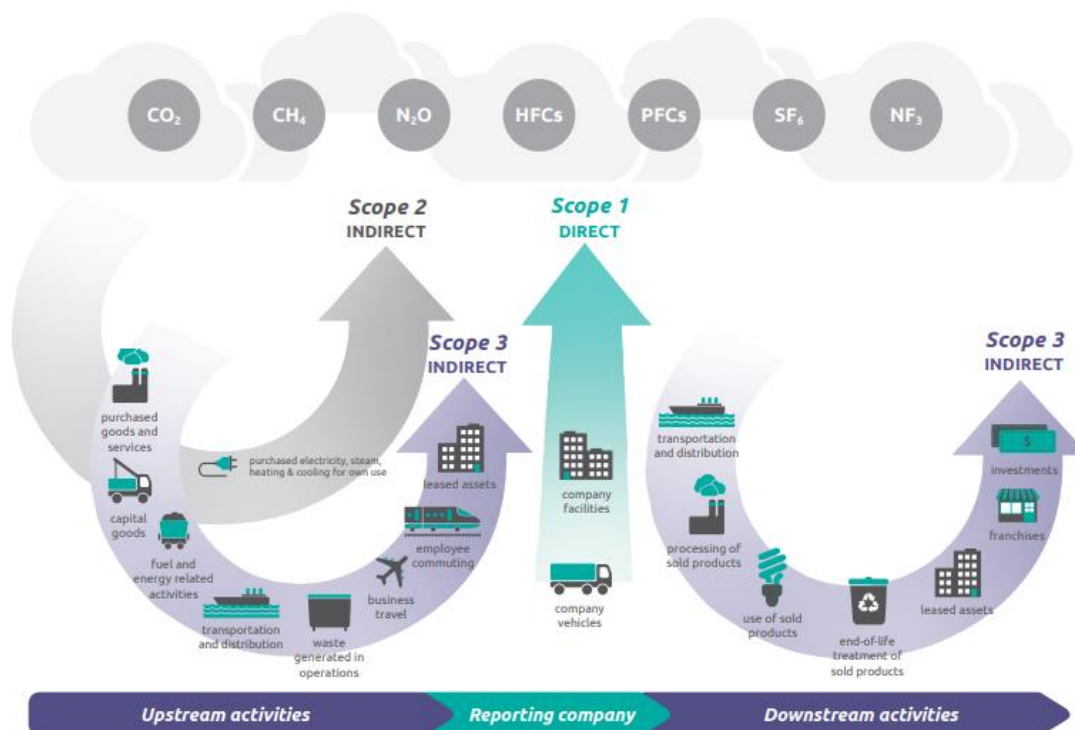 CO₂
CH₄
N₂O
HFCs
PFCs
SF₆
NF₃
Scope 2
INDIRECT
Scope 1
DIRECT
Scope 3
INDIRECT
Scope 3
INDIRECT
purchased
goods and
services
capital
goods
fuel and
energy related
activities
transportation
and distribution
waste
generated in
operations
business
travel
employee
commuting
leased assets
purchased electricity, steam,
heating & cooling for own use
company
facilities
company
vehicles
transportation
and distribution
processing of
sold products
use of sold
products
end-of-life
treatment of
sold products
leased assets
franchises
$
investments
Upstream activities
Reporting company
Downstream activities